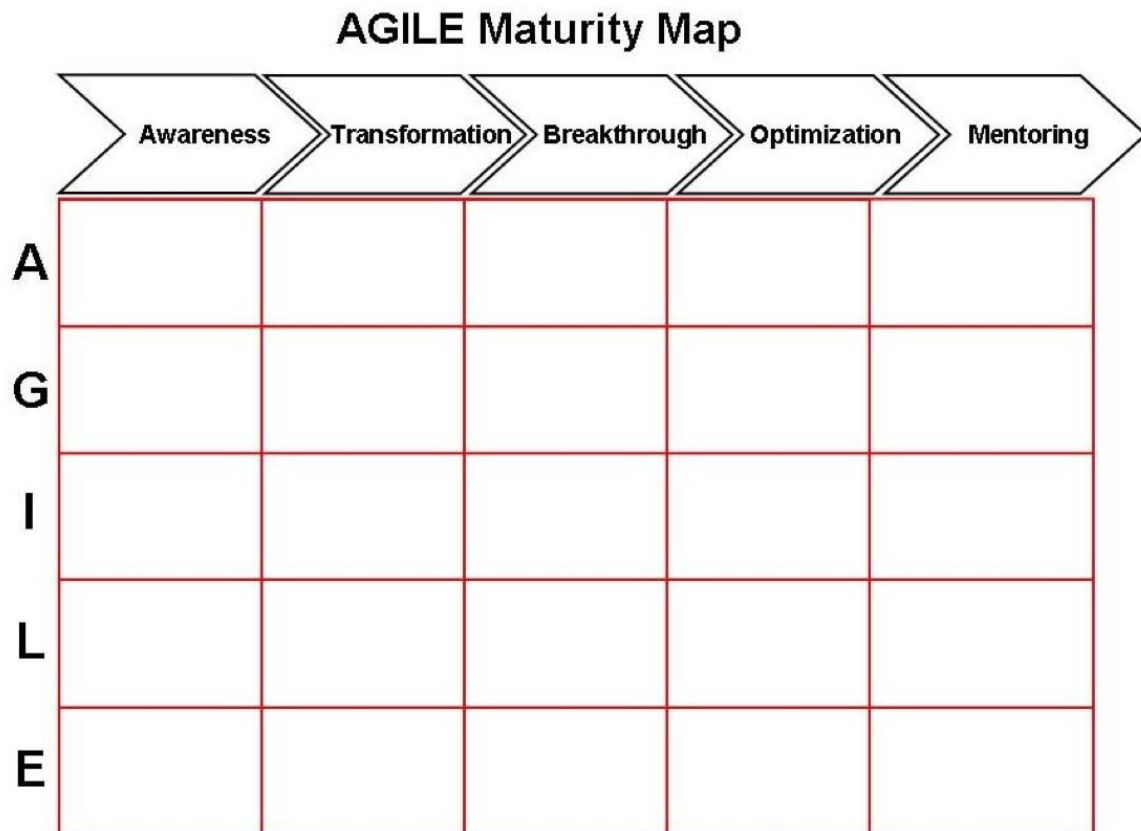 AGILE Maturity Map
Awareness Transformation Breakthrough Optimization Mentoring
A
G
I
L
E